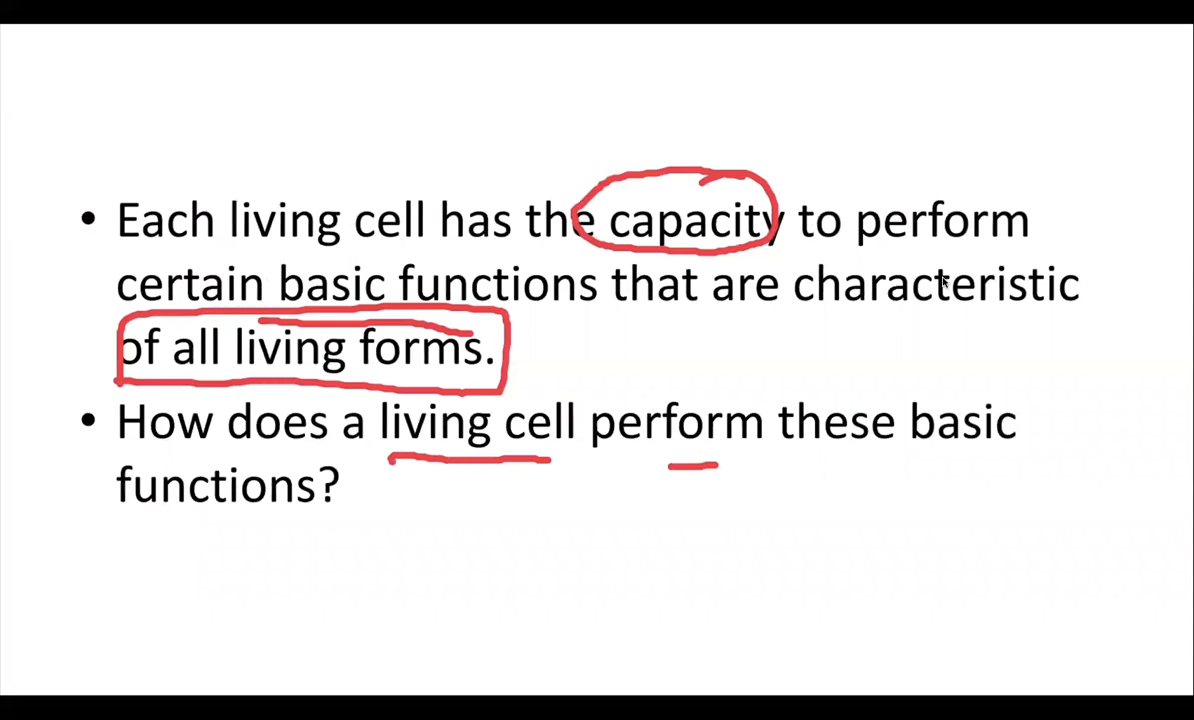 • Each living cell has the capacity to perform
certain basic functions that are characteristic
of all living forms.
• How does a living cell perform these basic
functions?